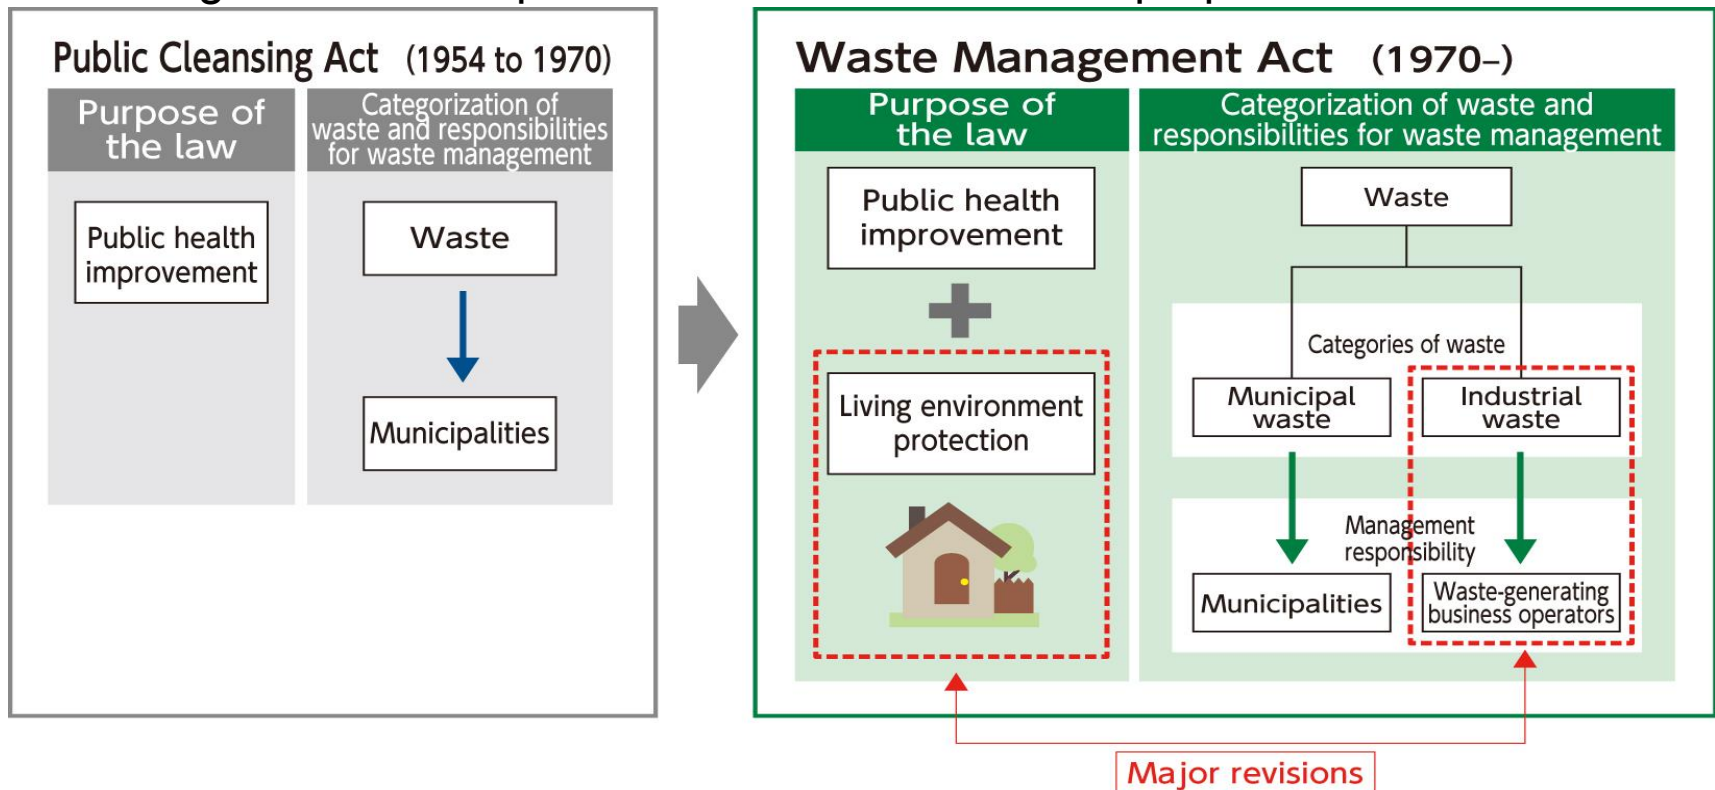 Public Cleansing Act (1954 to 1970)
Purpose of
the law
Categorization of
waste and responsibilities
for waste management
Public health
improvement
Waste
Municipalities
Waste Management Act (1970–)
Purpose of
the law
Categorization of waste and
responsibilities for waste management
Public health
improvement
Living environment
protection
Waste
Categories of waste
Municipal
waste
Industrial
waste
Management
responsibility
Municipalities
Waste-generating
business operators
Major revisions